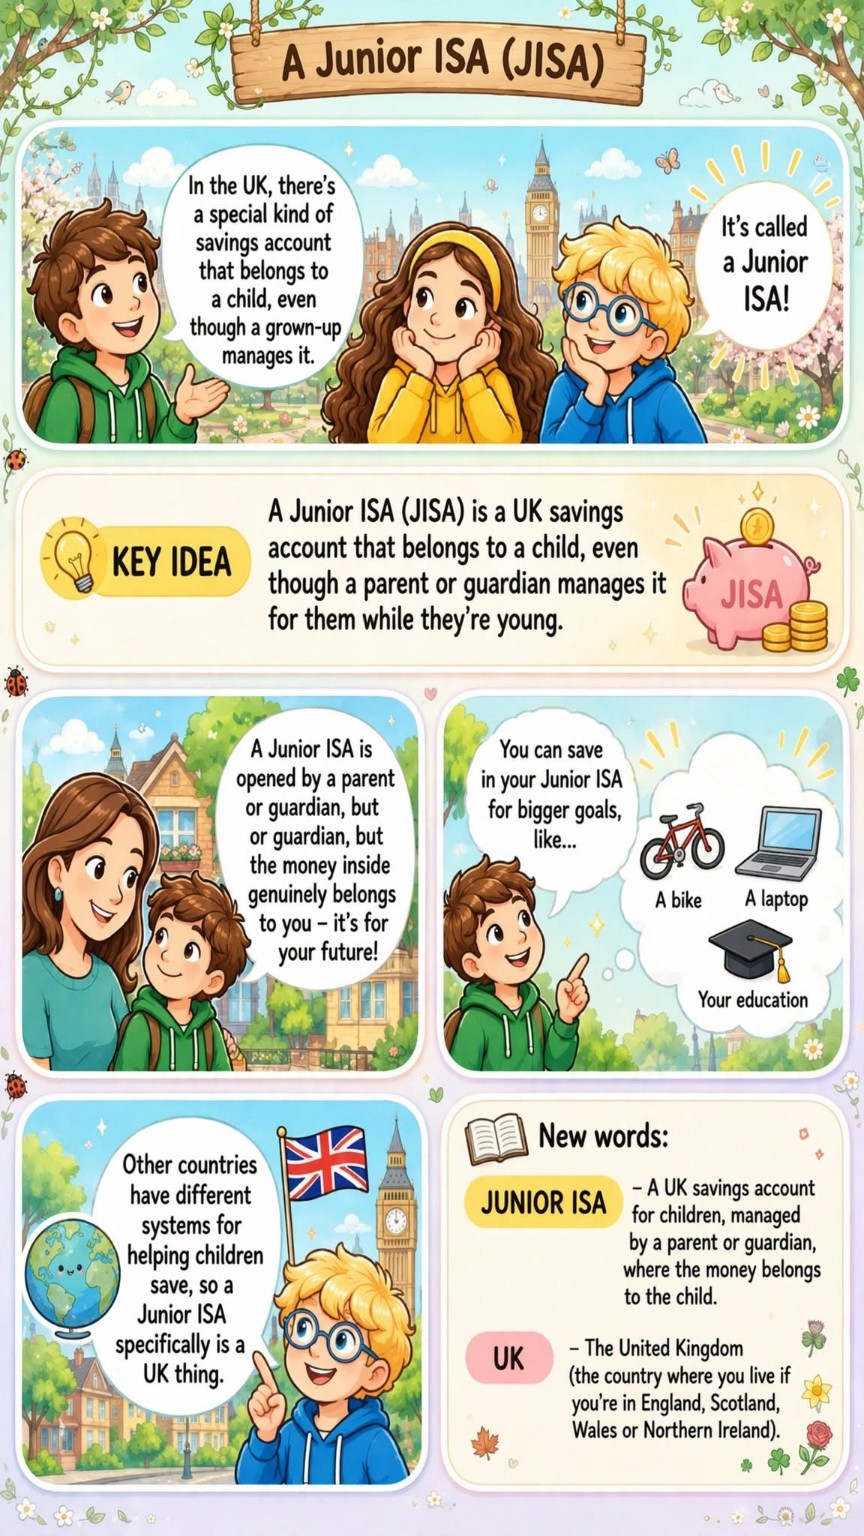 A Junior ISA (JISA)
In the UK, there's
a special kind of
savings account
that belongs to
a child, even
though a grown-up
manages it.
It's called
a Junior
ISA!
KEY IDEA
A Junior ISA (JISA) is a UK savings
account that belongs to a child, even
though a parent or guardian manages it
for them while they're young.
JISA
A Junior ISA is
opened by a parent
or guardian, but
or guardian, but
the money inside
genuinely belongs
to you – it's for
your future!
You can save
in your Junior ISA
for bigger goals,
like...
A bike
A laptop
Your education
Other countries
have different
systems for
helping children
save, so a
Junior ISA
specifically is a
UK thing.
New words:
JUNIOR ISA
– A UK savings account
for children, managed
by a parent or guardian,
where the money belongs
to the child.
UK
– The United Kingdom
(the country where you live if
you're in England, Scotland,
Wales or Northern Ireland).